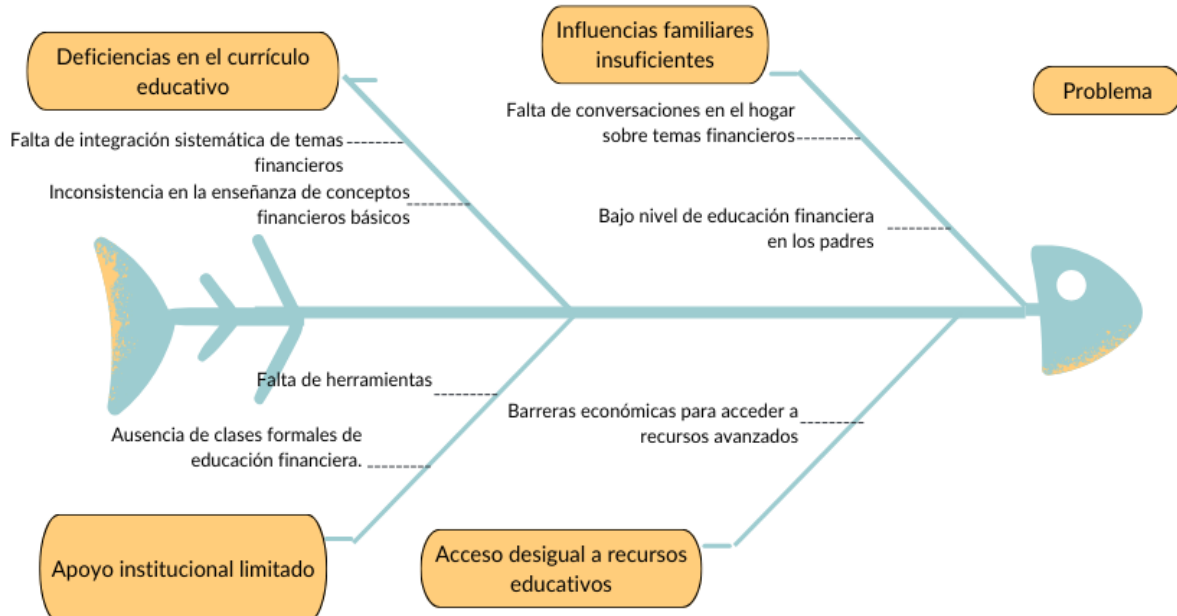 Deficiencias en el currículo
educativo
Influencias familiares
insuficientes
Problema
Falta de integración sistemática de temas
financieros
Inconsistencia en la enseñanza de conceptos
financieros básicos
Falta de conversaciones en el hogar
sobre temas financieros
Bajo nivel de educación financiera
en los padres
Falta de herramientas
Ausencia de clases formales de
educación financiera.
Barreras económicas para acceder a
recursos avanzados
Apoyo institucional limitado
Acceso desigual a recursos
educativos